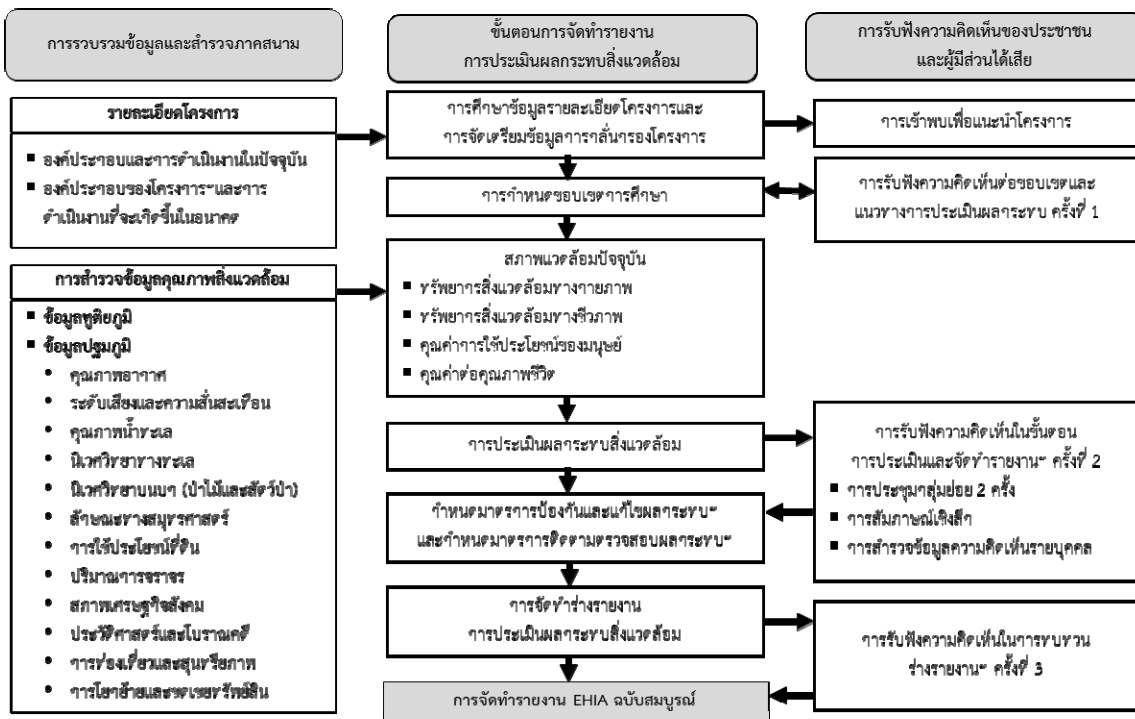 การรวบรวมข้อมูลและสำรวจภาคสนาม
ขั้นตอนการจัดทำรายงาน
การประเมินผลกระทบสิ่งแวดล้อม
การรับฟังความคิดเห็นของประชาชน
และผู้มีส่วนได้เสีย
รายละเอียดโครงการ
องค์ประกอบและการดำเนินงานในปัจจุบัน
องค์ประกอบของโครงการฯและการ
ดำเนินงานที่จะเกิดขึ้นในอนาคต
การศึกษาข้อมูลรายละเอียดโครงการและ
การจัดเตรียมข้อมูลการกลั่นกรองโครงการ
การเข้าพบเพื่อแนะนำโครงการ
การกำหนดขอบเขตการศึกษา
การรับฟังความคิดเห็นต่อขอบเขตและ
แนวทางการประเมินผลกระทบ ครั้งที่ 1
การสำรวจข้อมูลคุณภาพสิ่งแวดล้อม
ข้อมูลทุติยภูมิ
ข้อมูลปฐมภูมิ
คุณภาพอากาศ
ระดับเสียงและความสั่นสะเทือน
คุณภาพน้ำทะเล
นิเวศวิทยาทางทะเล
นิเวศวิทยาบนบก (ป่าไม้และสัตว์ป่า)
ลักษณะทางสมุทรศาสตร์
การใช้ประโยชน์ที่ดิน
ปริมาณการจราจร
สภาพเศรษฐกิจสังคม
ประวัติศาสตร์และโบราณคดี
การท่องเที่ยวและสุนทรียภาพ
การโยกย้ายและชดเชยทรัพย์สิน
สภาพแวดล้อมปัจจุบัน
ทรัพยากรสิ่งแวดล้อมทางกายภาพ
ทรัพยากรสิ่งแวดล้อมทางชีวภาพ
คุณค่าการใช้ประโยชน์ของมนุษย์
คุณค่าต่อคุณภาพชีวิต
การประเมินผลกระทบสิ่งแวดล้อม
การรับฟังความคิดเห็นในขั้นตอน
การประเมินและจัดทำรายงานฯ ครั้งที่ 2
การประชุมกลุ่มย่อย 2 ครั้ง
การสัมภาษณ์เชิงลึก
การสำรวจข้อมูลความคิดเห็นรายบุคคล
กำหนดมาตรการป้องกันและแก้ไขผลกระทบฯ
และกำหนดมาตรการติดตามตรวจสอบผลกระทบฯ
การจัดทำร่างรายงาน
การประเมินผลกระทบสิ่งแวดล้อม
การรับฟังความคิดเห็นในการทบทวน
ร่างรายงานฯ ครั้งที่ 3
การจัดทำรายงาน EHIA ฉบับสมบูรณ์